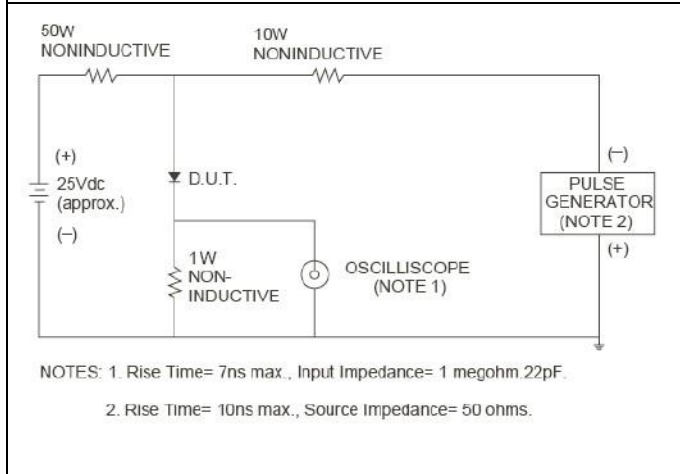 50W
NONINDUCTIVE
10W
NONINDUCTIVE
(+)
25Vdc
(approx.)
(−)
D.U.T.
1W
NON-
INDUCTIVE
OSCILLISCOPE
(NOTE 1)
(−)
PULSE
GENERATOR
(NOTE 2)
(+)
NOTES: 1. Rise Time= 7ns max., Input Impedance= 1 megohm.22pF.
2. Rise Time= 10ns max., Source Impedance= 50 ohms.